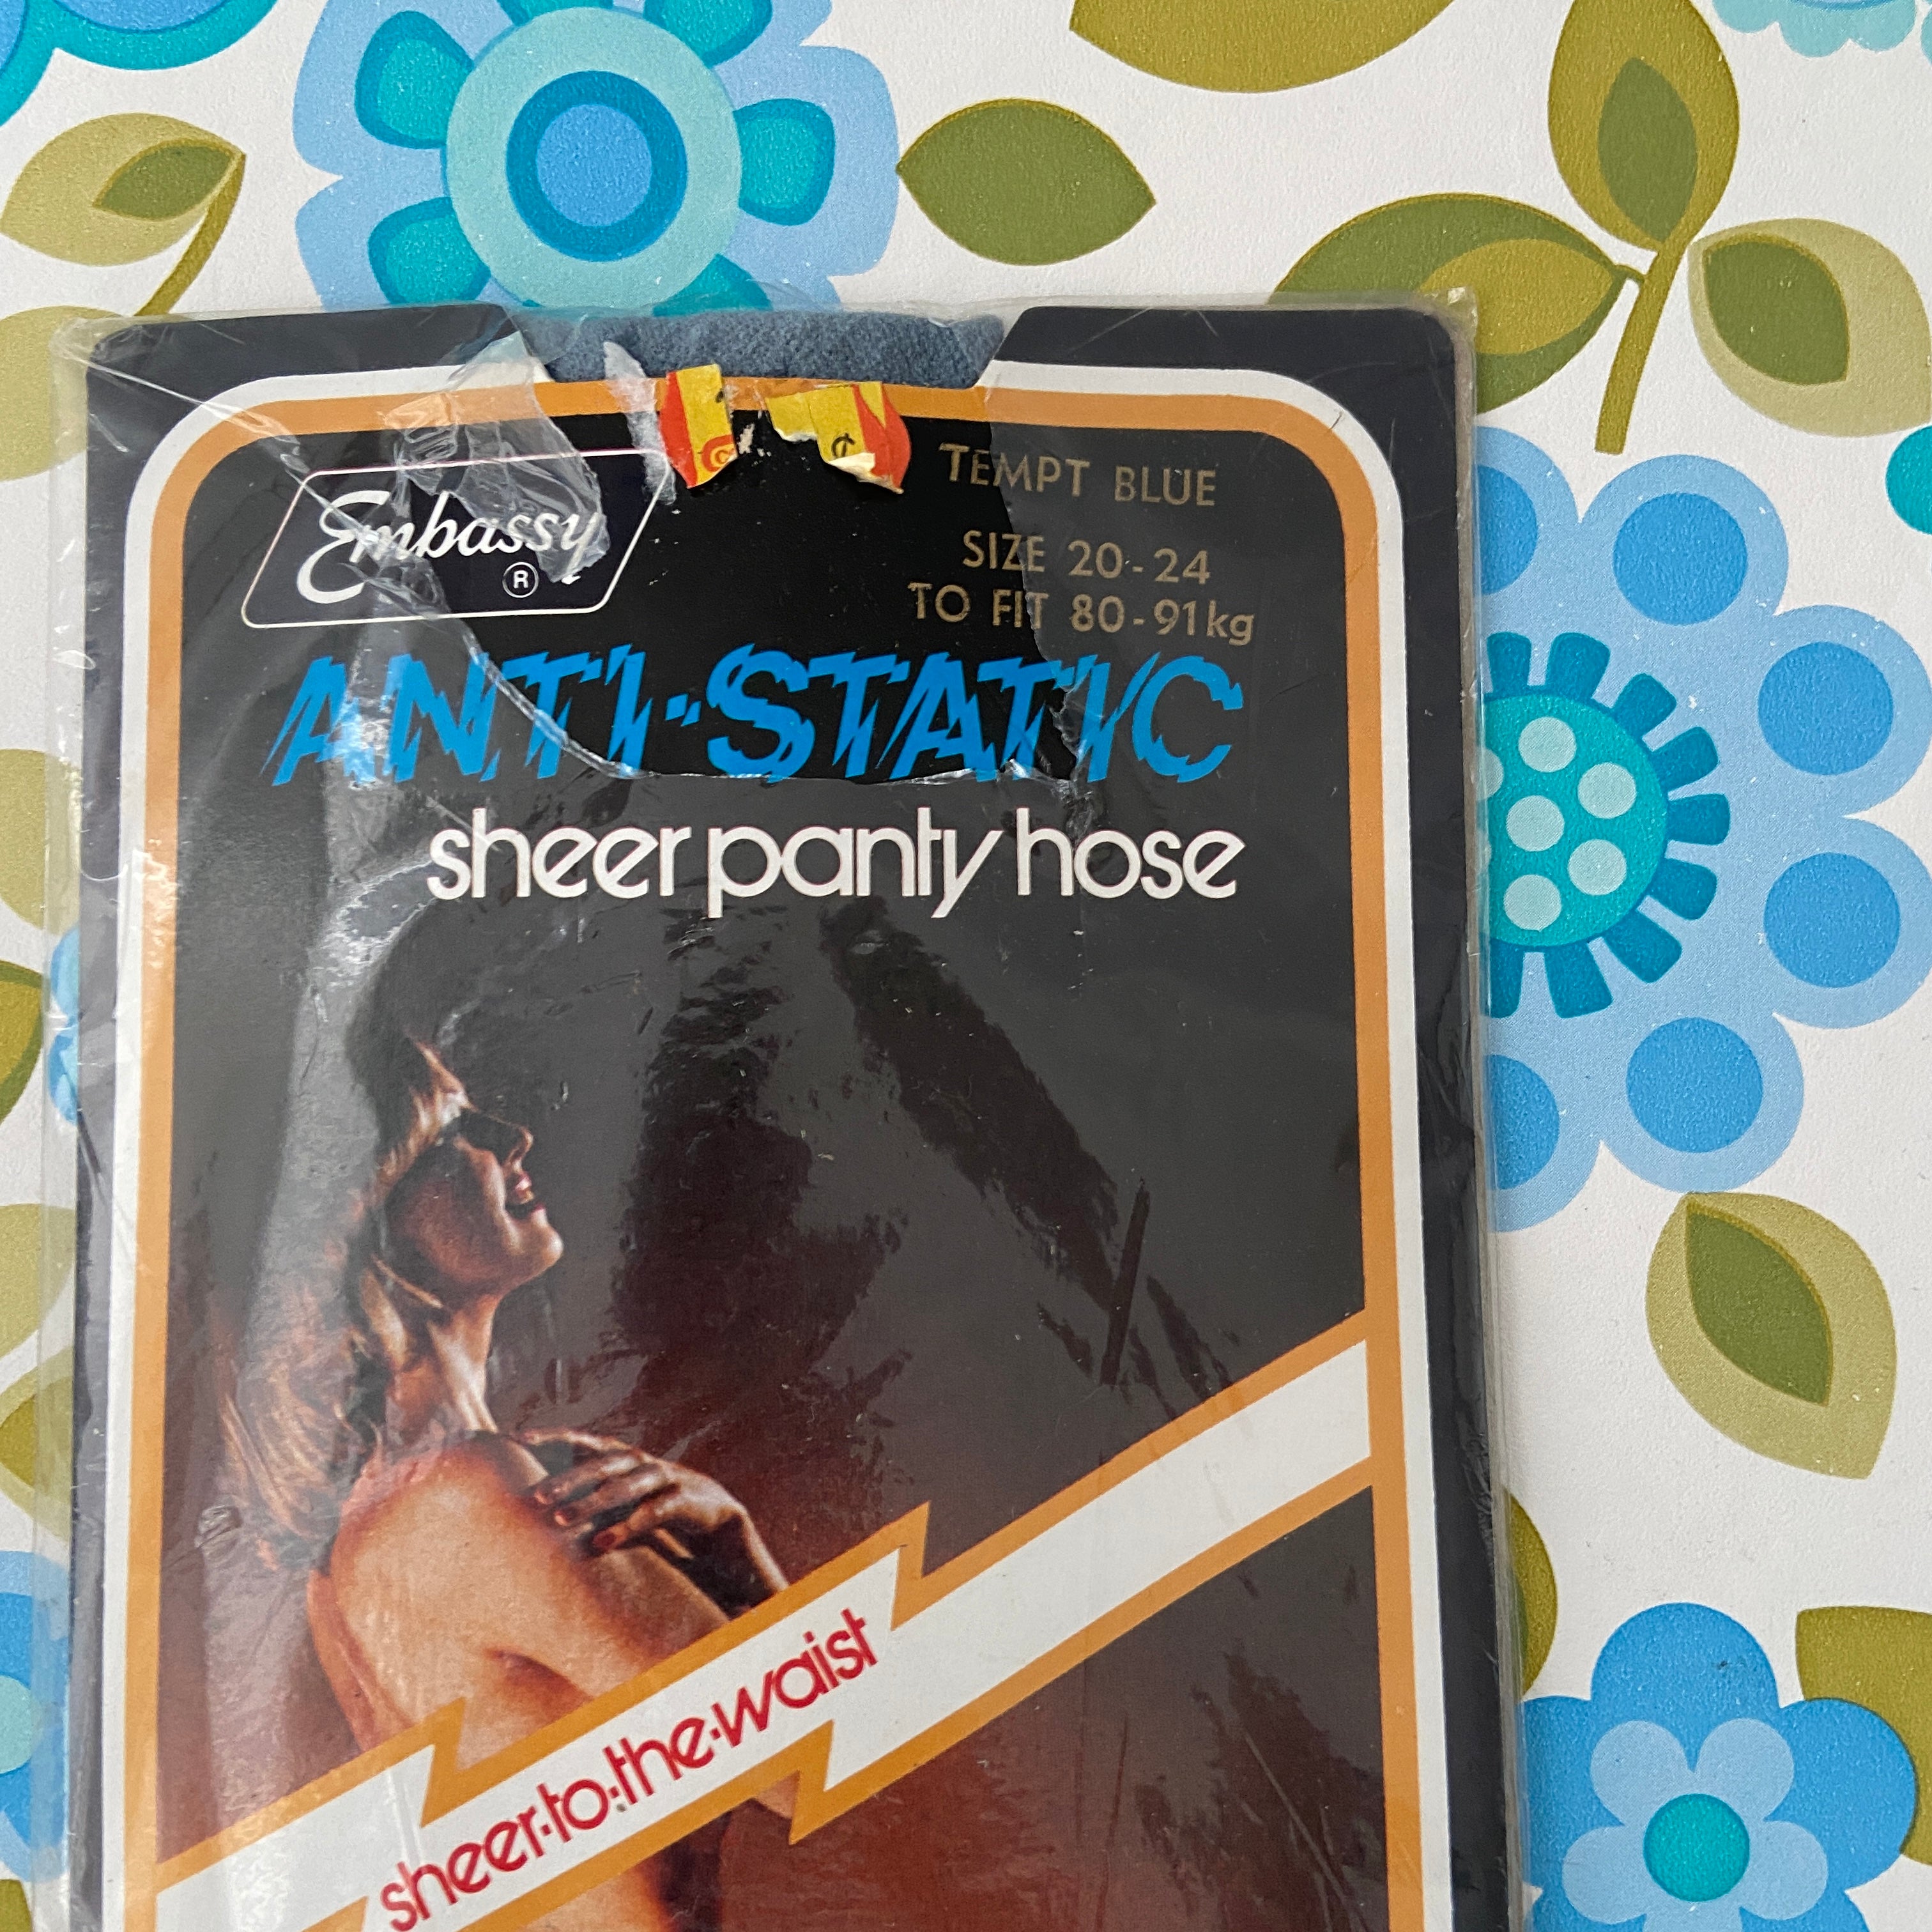 Embassy
®
TEMPT BLUE
SIZE 20-24
TO FIT 80-91kg
ANTI-STATIC
sheer panty hose
sheer·to·the·waist